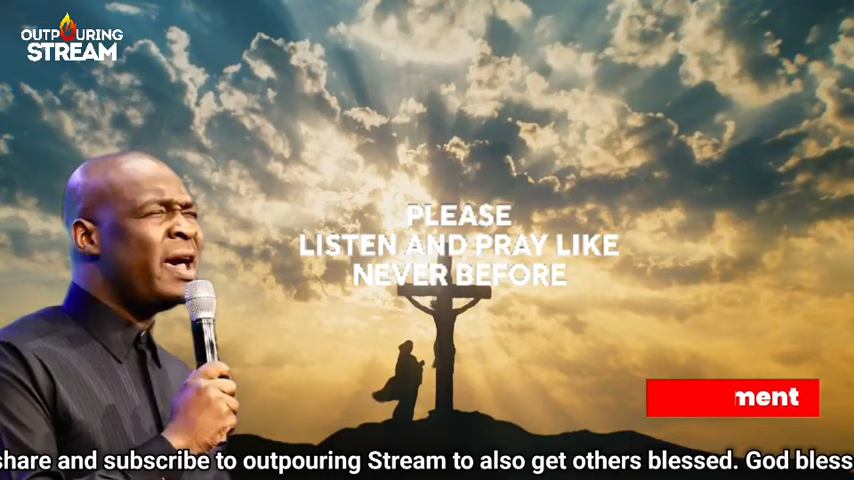 OUTPOURING
STREAM
PLEASE
LISTEN AND PRAY LIKE
NEVER BEFORE
ment
share and subscribe to outpouring Stream to also get others blessed. God bless